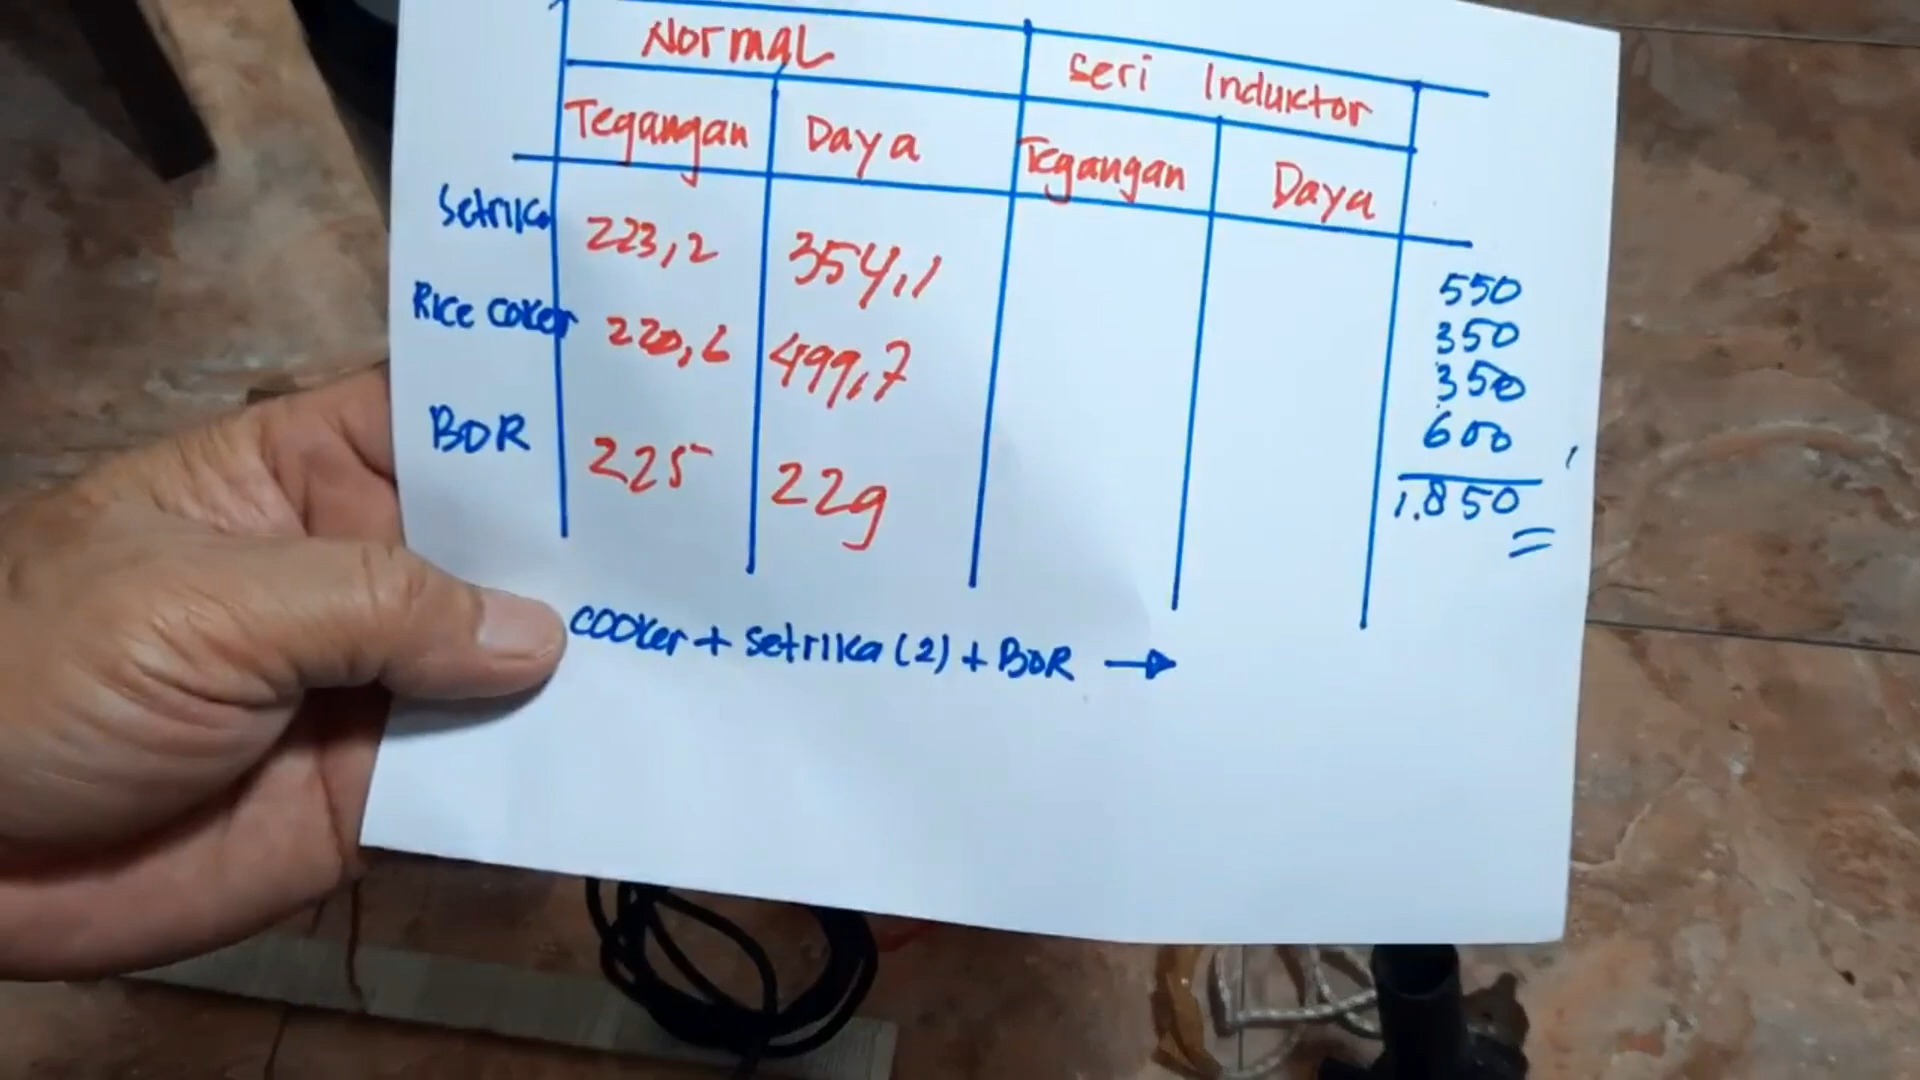 Normal Seri Induktor
Tegangan Daya Tegangan Daya
Setrika 223,2 354,1
Rice coker 220,6 499,7
BOR 225 229
550
350
350
600
1.850
cooker + setrika (2) + BOR →